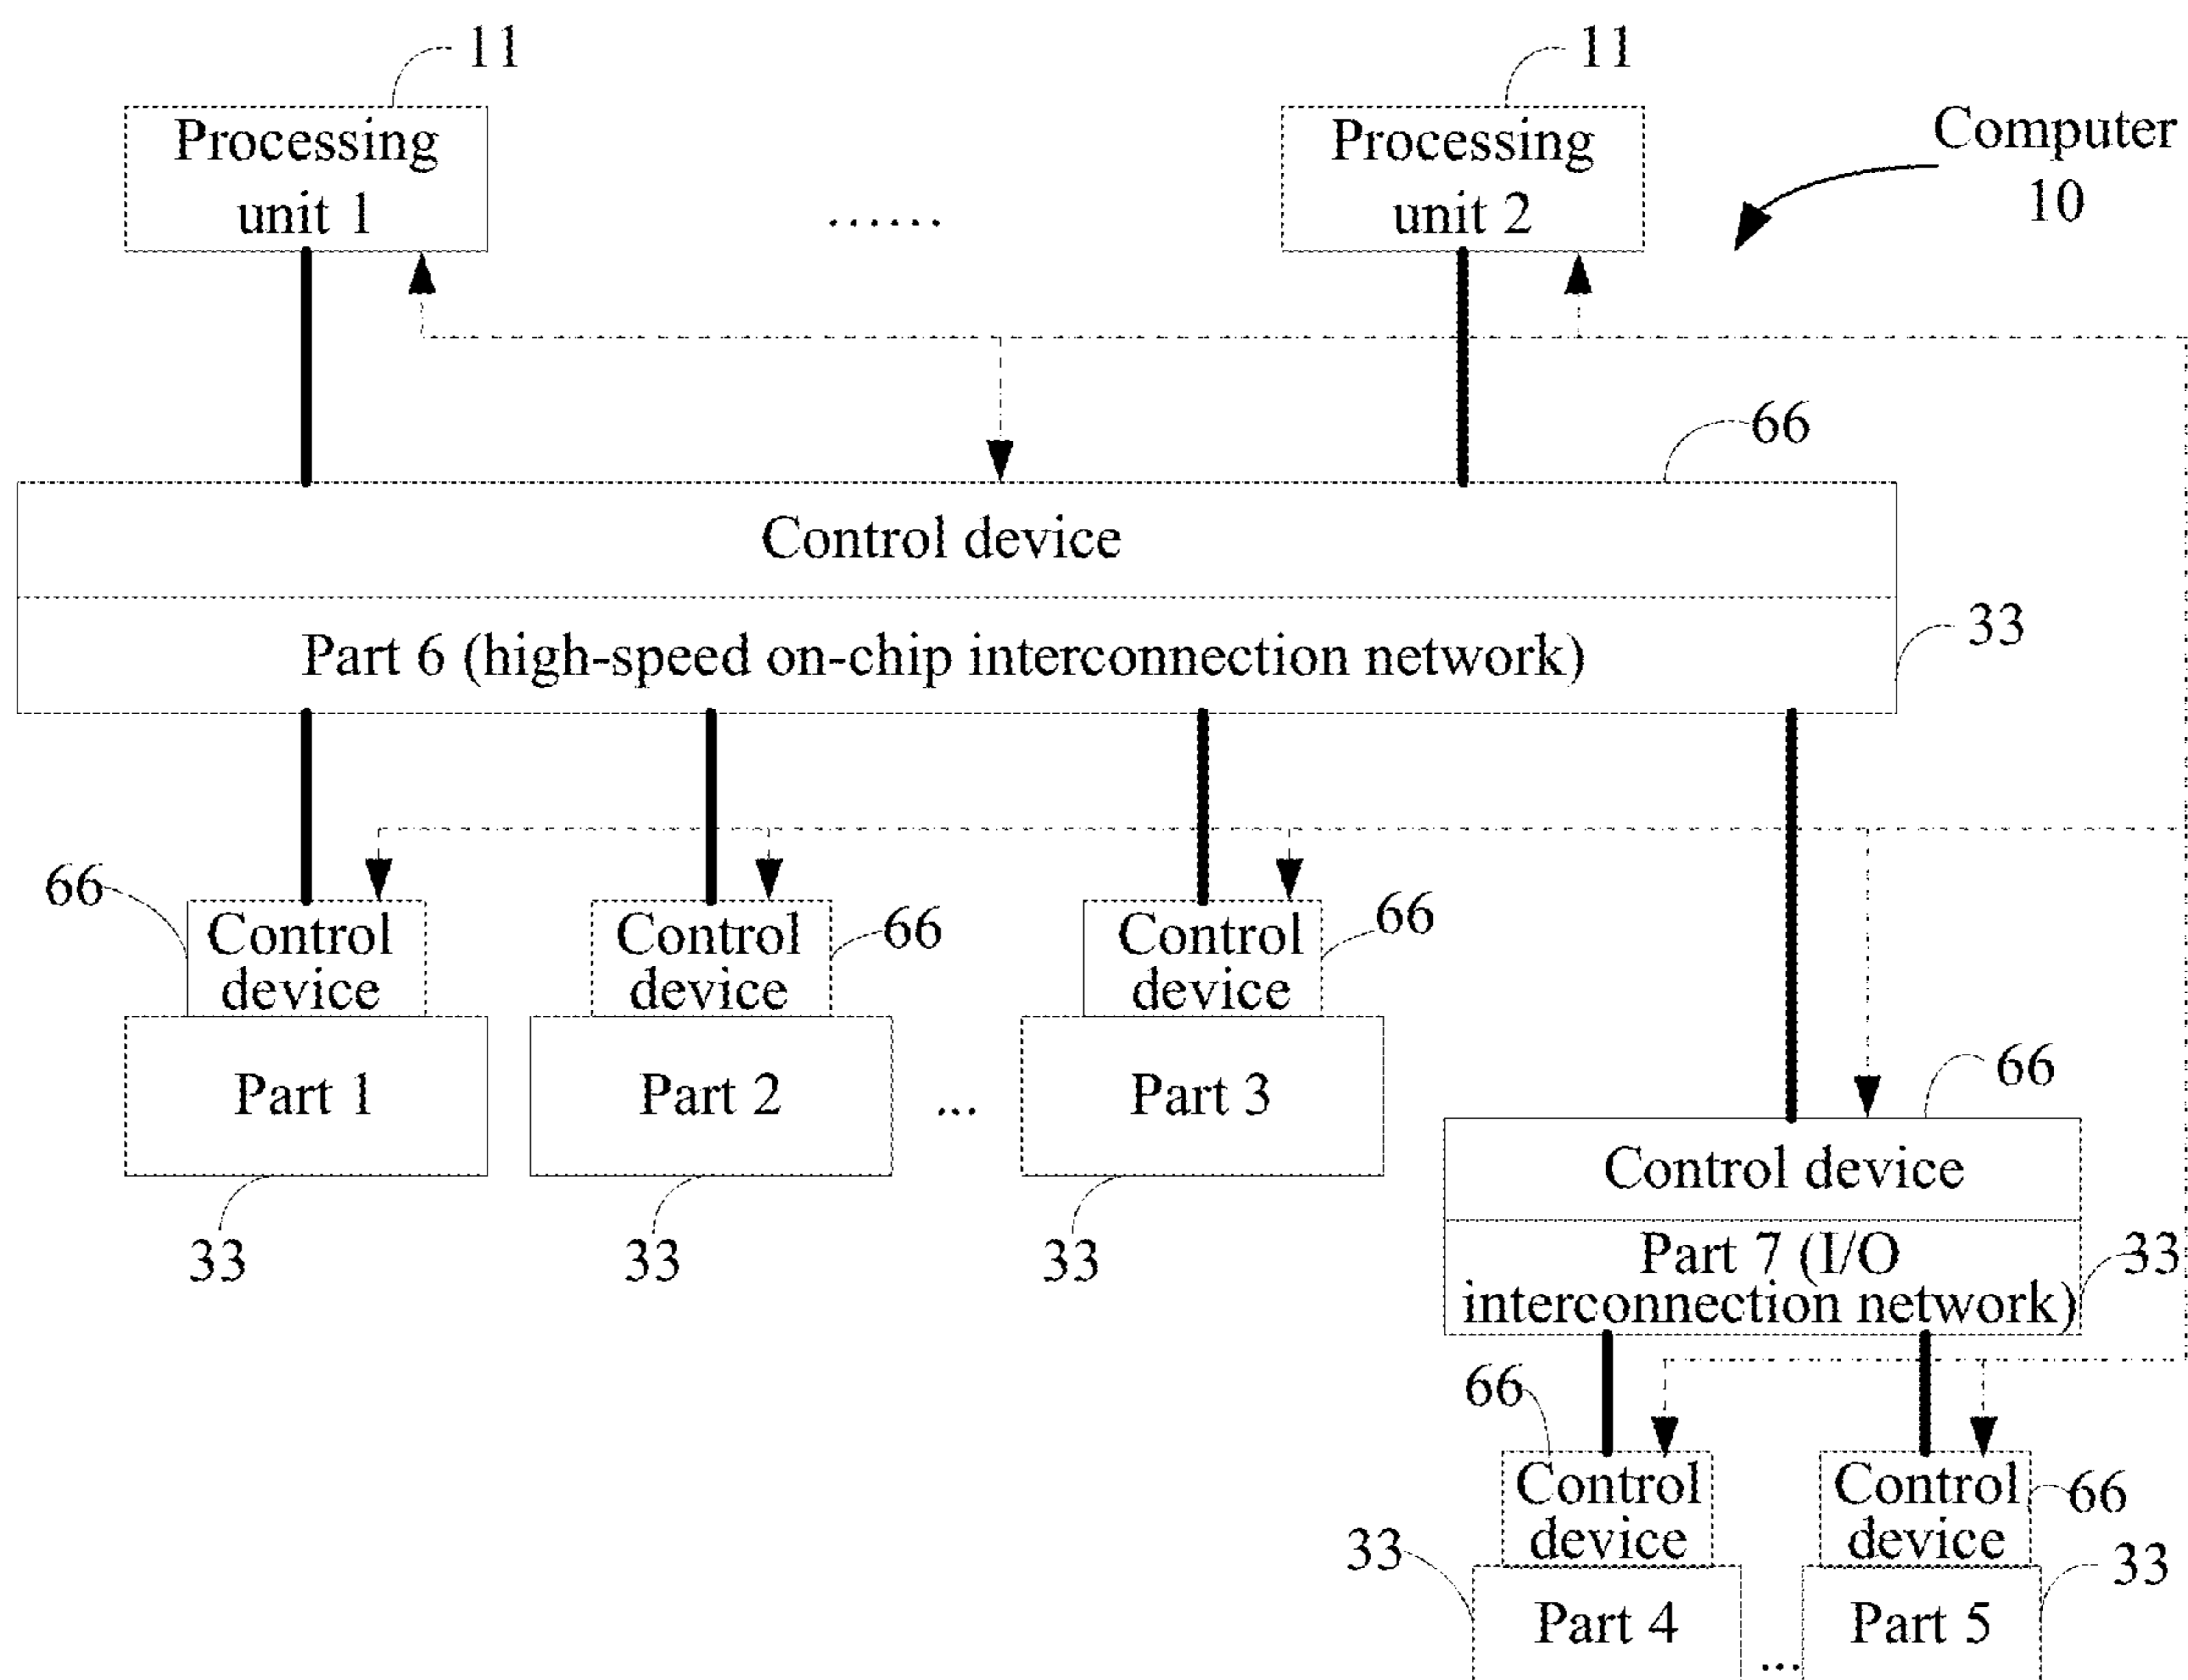 11
11
Processing
unit 1
......
Processing
unit 2
Computer
10
66
Control device
Part 6 (high-speed on-chip interconnection network)
33
66
Control
device
66
Control
device
66
Control
device
Part 1
Part 2
...
Part 3
33
33
33
66
Control device
Part 7 (I/O
interconnection network)
33
66
Control
device
Control
device
66
33
Part 4
...
Part 5
33